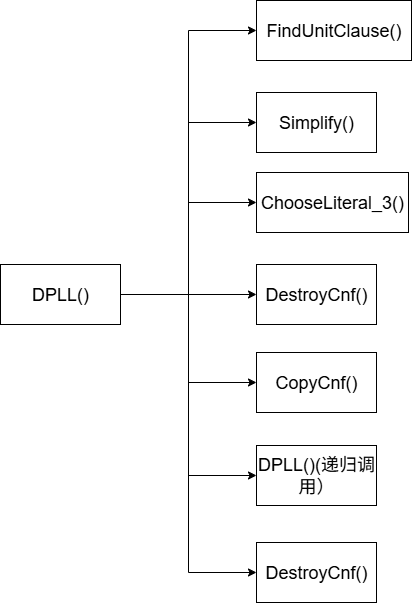 FindUnitClause()
Simplify()
ChooseLiteral_3()
DPLL()
DestroyCnf()
CopyCnf()
DPLL()(递归调
用）
DestroyCnf()